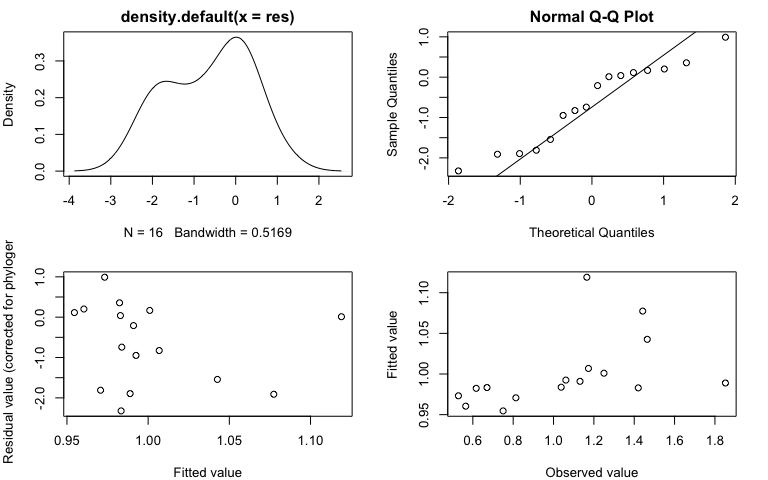 density.default(x = res)
Density
0.0 0.1 0.2 0.3
-4 -3 -2 -1 0 1 2
N = 16 Bandwidth = 0.5169
Normal Q-Q Plot
Sample Quantiles
-2.0 -1.0 0.0 1.0
-2 -1 0 1 2
Theoretical Quantiles
Residual value (corrected for phyloger
-2.0 -1.0 0.0 1.0
0.95 1.00 1.05 1.10
Fitted value
Fitted value
0.95 1.00 1.05 1.10
0.6 0.8 1.0 1.2 1.4 1.6 1.8
Observed value